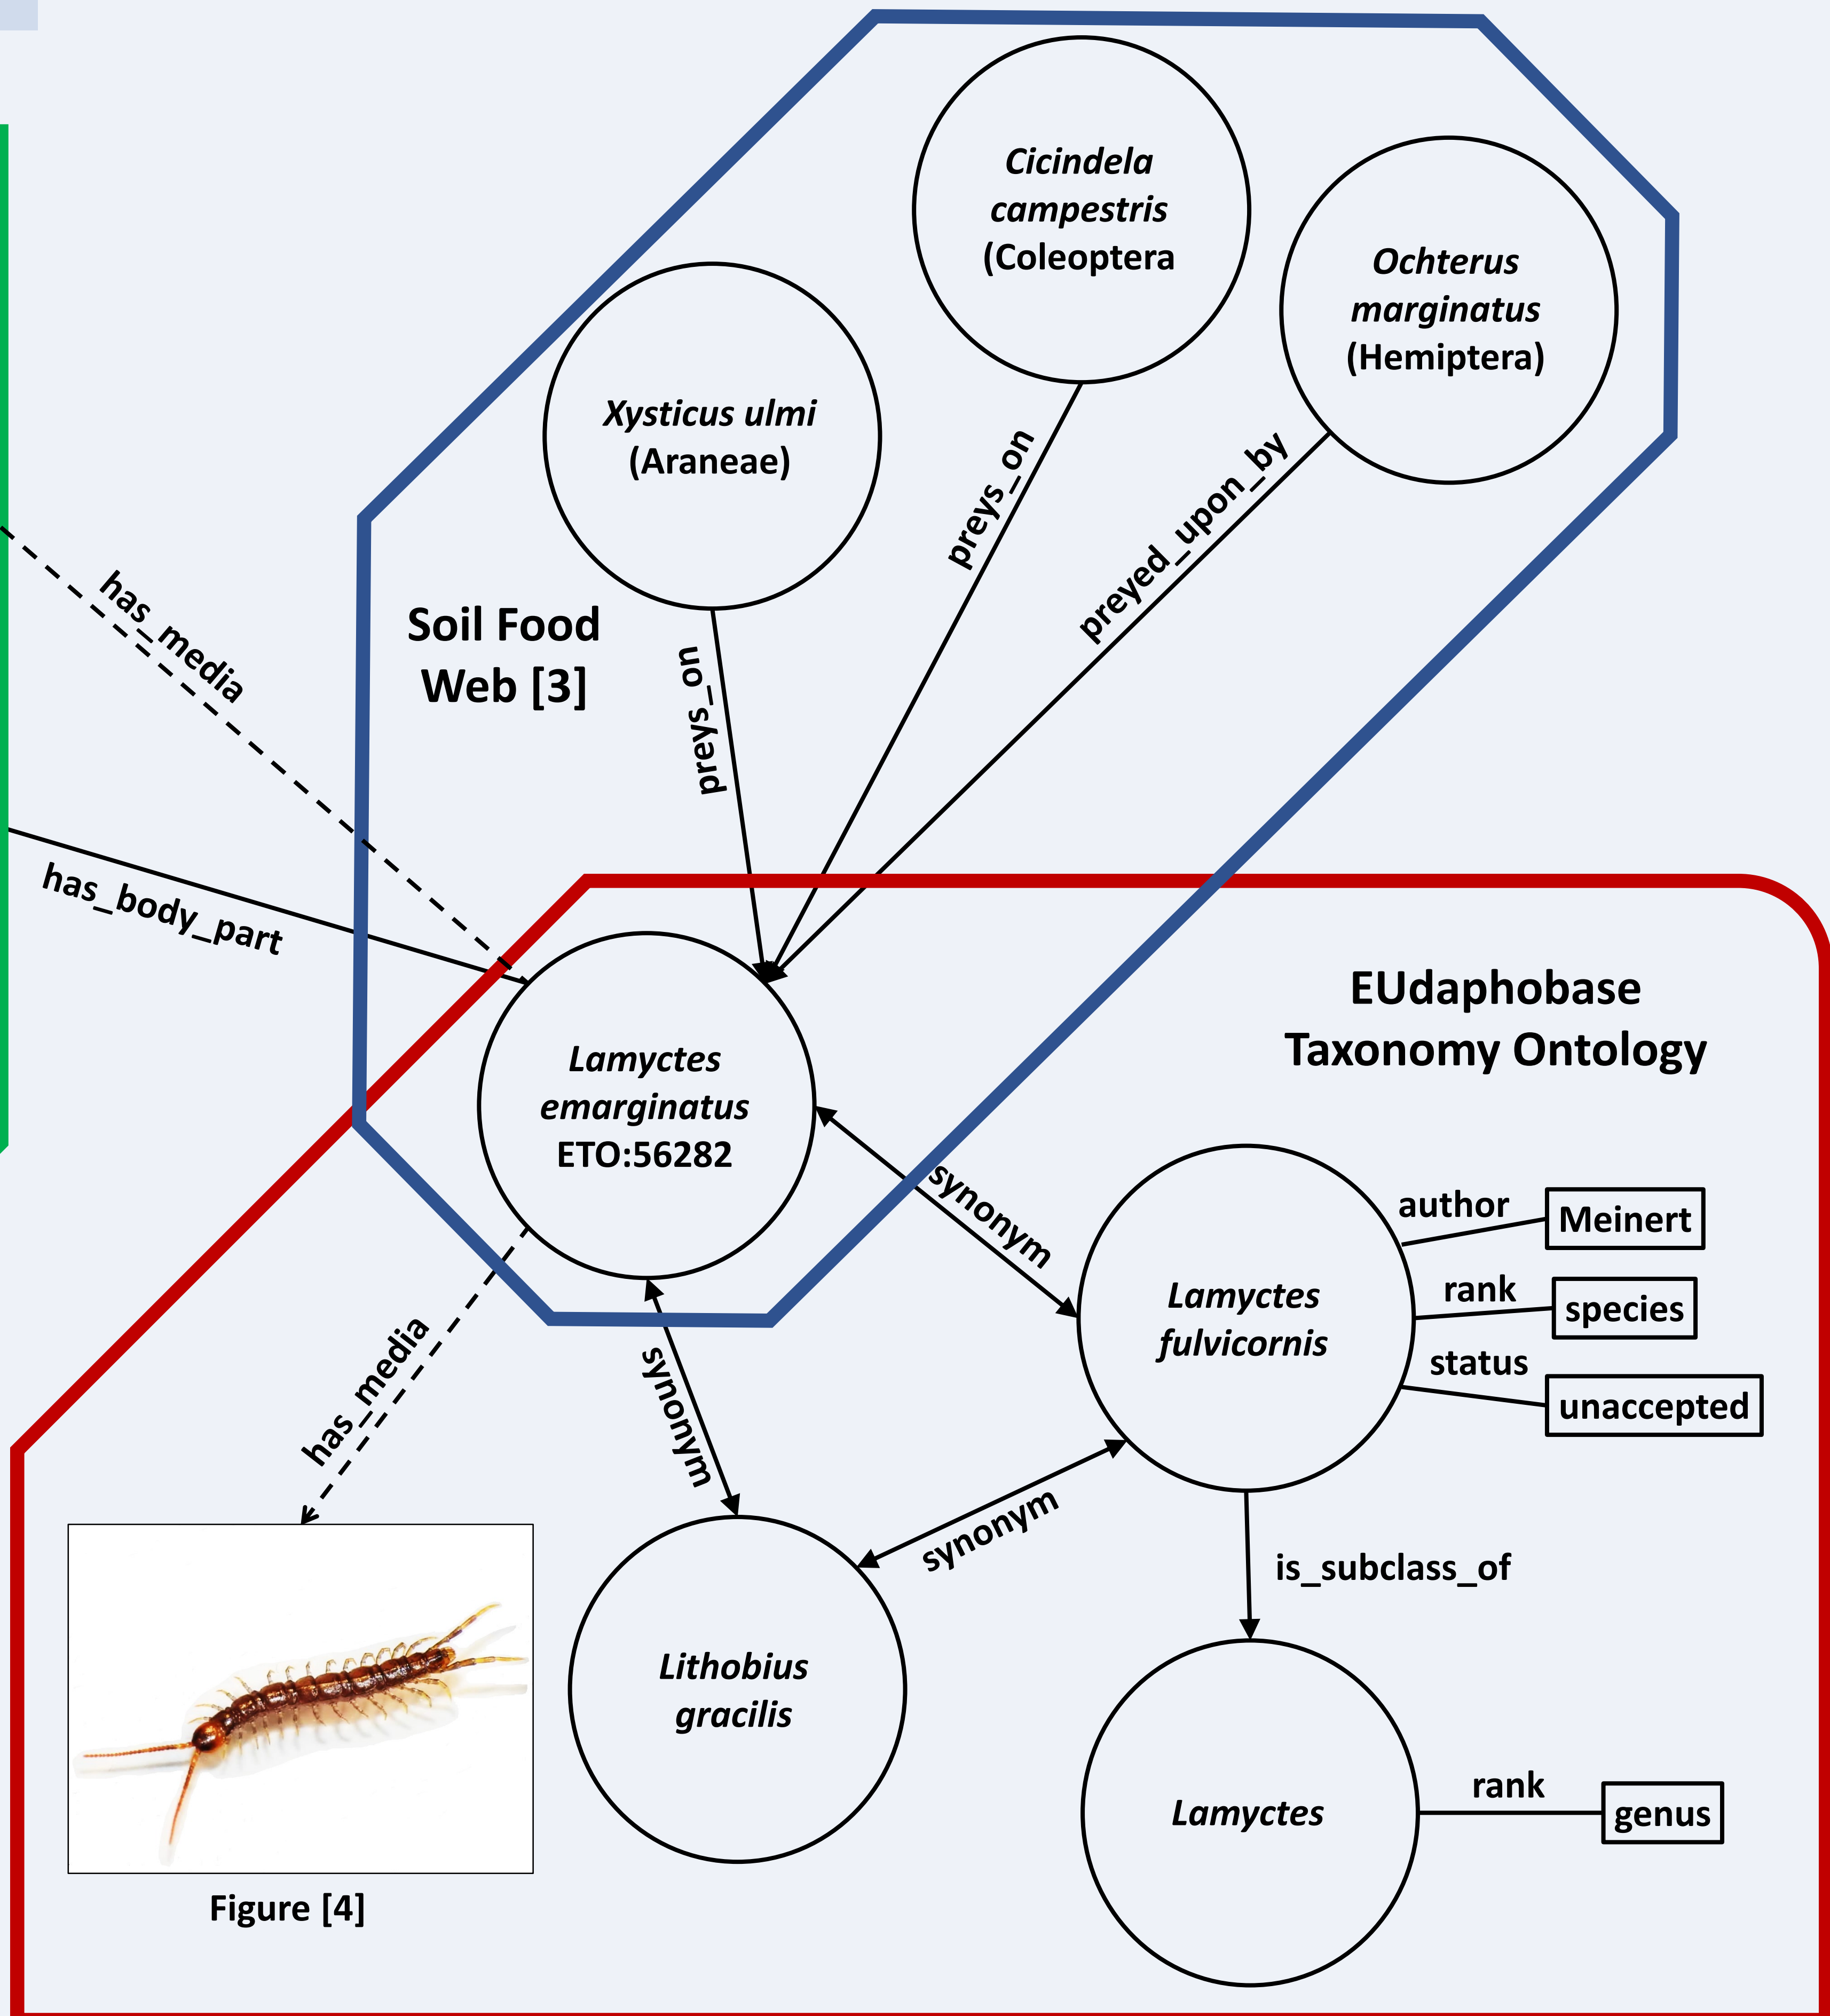 Cicindela
campestris
(Coleoptera
Ochterus
marginatus
(Hemiptera)
Xysticus ulmi
(Araneae)
preys_on
preyed_upon_by
has_media
Soil Food
Web [3]
preys_on
has_body_part
EUdaphobase
Taxonomy Ontology
Lamyctes
emarginatus
ETO:56282
synonym
author
Meinert
rank
species
status
unaccepted
Lamyctes
fulvicornis
has_media
synonym
synonym
is_subclass_of
Lithobius
gracilis
Lamyctes
rank
genus
Figure [4]